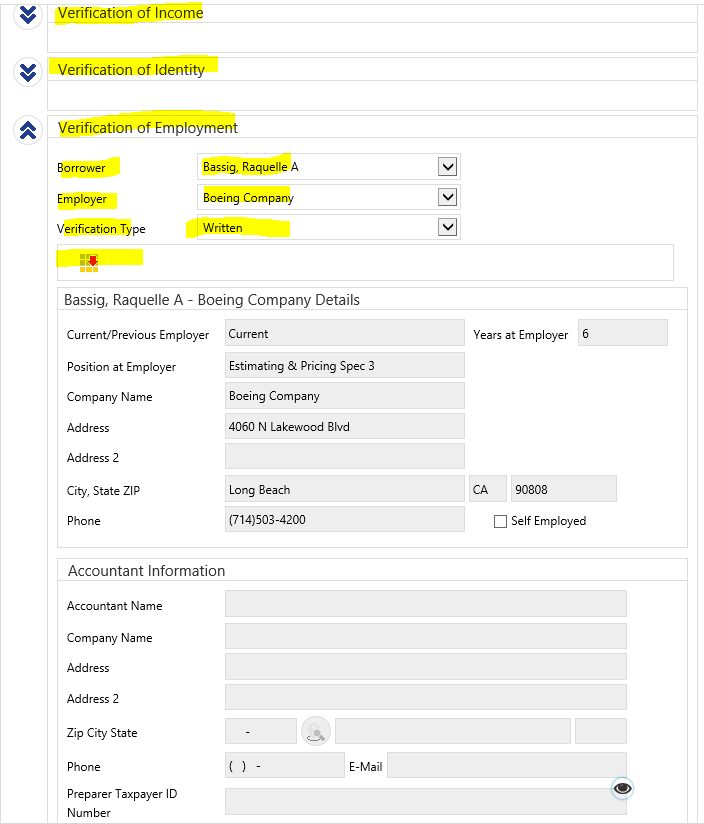 Verification of Income
Verification of Identity
Verification of Employment
Borrower Bassig, Raquelle A
Employer Boeing Company
Verification Type Written
Bassig, Raquelle A - Boeing Company Details
Current/Previous Employer Current Years at Employer 6
Position at Employer Estimating & Pricing Spec 3
Company Name Boeing Company
Address 4060 N Lakewood Blvd
Address 2
City, State ZIP Long Beach CA 90808
Phone (714)503-4200 Self Employed
Accountant Information
Accountant Name
Company Name
Address
Address 2
Zip City State -
Phone ( ) - E-Mail
Preparer Taxpayer ID
Number